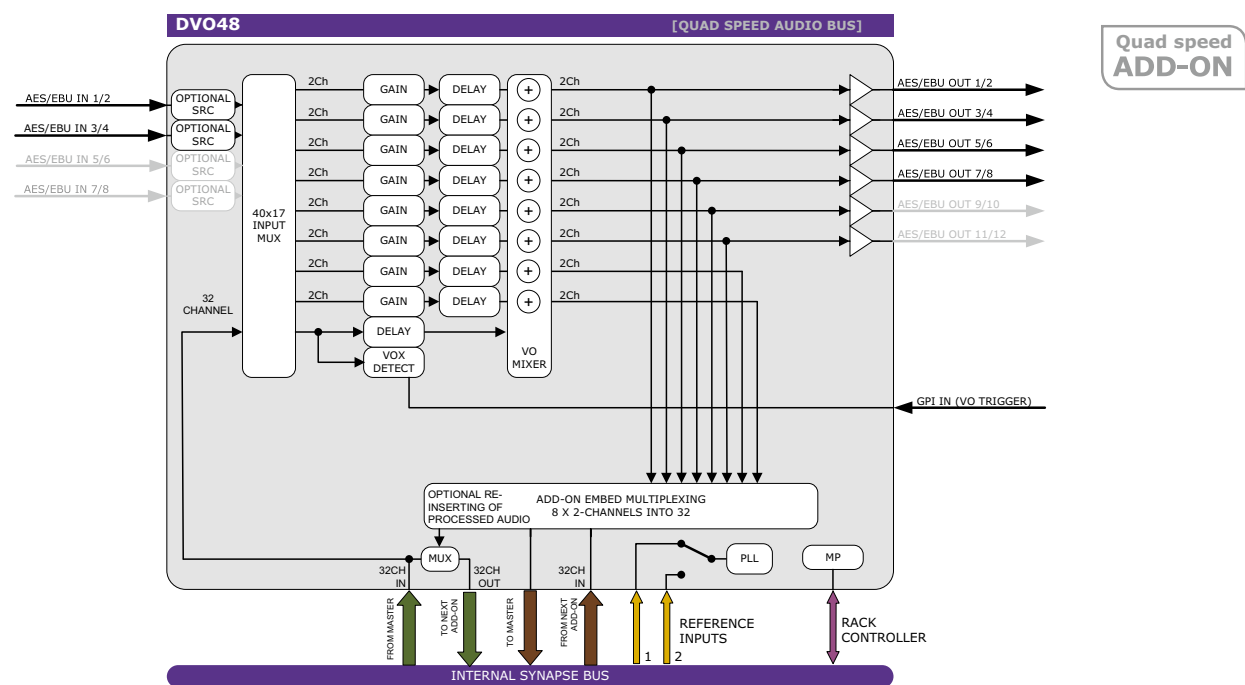 DVO48
[QUAD SPEED AUDIO BUS]
Quad speed
ADD-ON
AES/EBU IN 1/2
AES/EBU IN 3/4
AES/EBU IN 5/6
AES/EBU IN 7/8
OPTIONAL
SRC
OPTIONAL
SRC
OPTIONAL
SRC
OPTIONAL
SRC
40x17
INPUT
MUX
32
CHANNEL
2Ch
GAIN
DELAY
+
2Ch
AES/EBU OUT 1/2
2Ch
GAIN
DELAY
+
2Ch
AES/EBU OUT 3/4
2Ch
GAIN
DELAY
+
2Ch
AES/EBU OUT 5/6
2Ch
GAIN
DELAY
+
2Ch
AES/EBU OUT 7/8
2Ch
GAIN
DELAY
+
2Ch
AES/EBU OUT 9/10
2Ch
GAIN
DELAY
+
2Ch
AES/EBU OUT 11/12
2Ch
GAIN
DELAY
+
2Ch
2Ch
GAIN
DELAY
+
2Ch
DELAY
VOX
DETECT
VO
MIXER
GPI IN (VO TRIGGER)
OPTIONAL RE-
INSERTING OF
PROCESSED AUDIO
ADD-ON EMBED MULTIPLEXING
8 X 2-CHANNELS INTO 32
MUX
PLL
MP
32CH
IN
32CH
OUT
32CH
IN
FROM MASTER
TO NEXT
ADD-ON
TO MASTER
FROM NEXT
ADD-ON
1
2
REFERENCE
INPUTS
RACK
CONTROLLER
INTERNAL SYNAPSE BUS